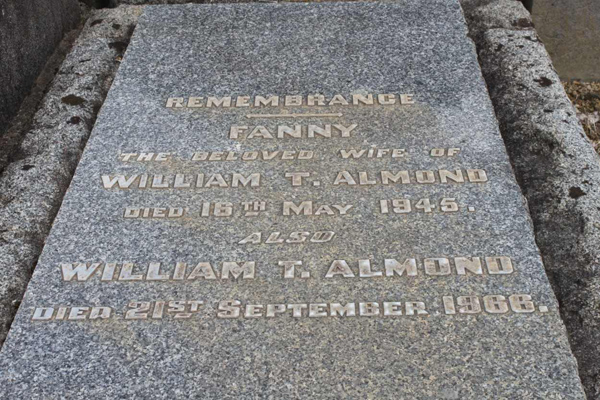 REMEMBRANCE
FANNY
THE BELOVED WIFE OF
WILLIAM T. ALMOND
DIED 16TH MAY 1945.
ALSO
WILLIAM T. ALMOND
DIED 21ST SEPTEMBER 1966.